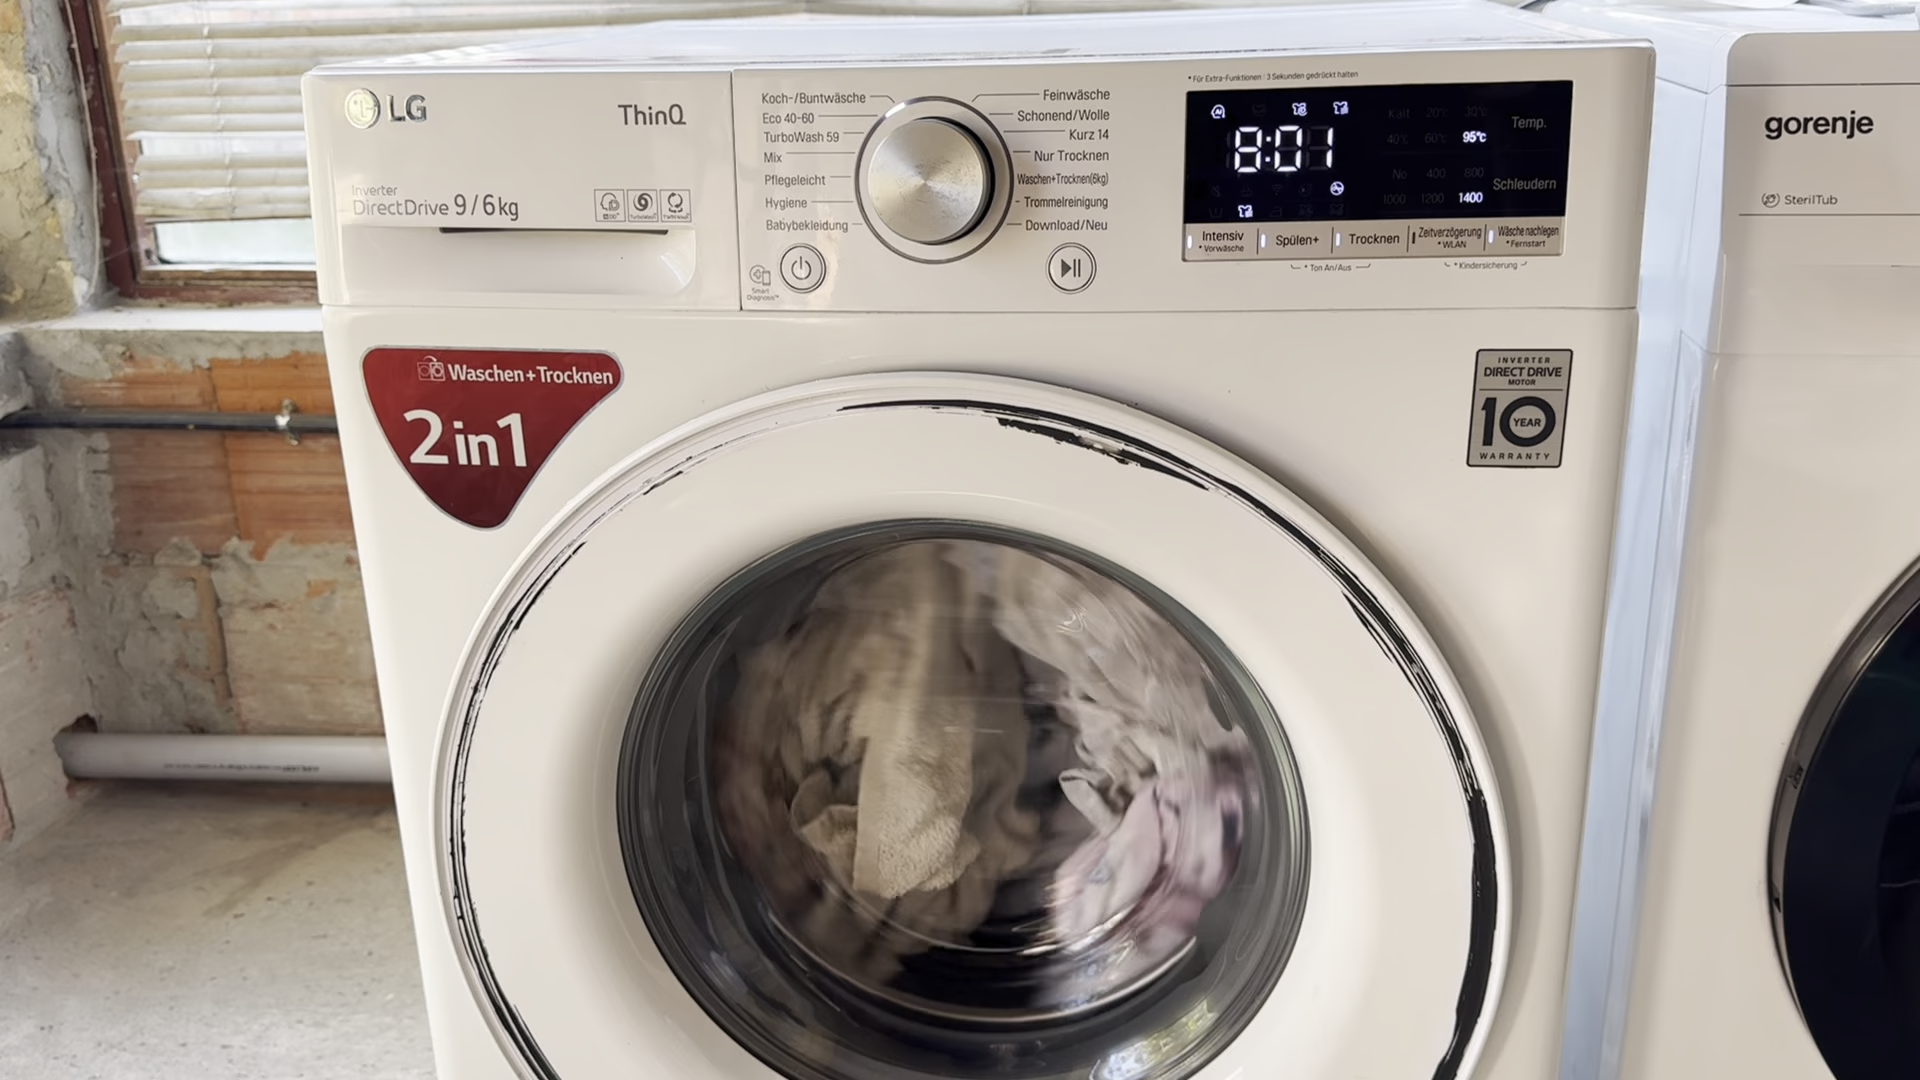 LG
ThinQ
Inverter
DirectDrive 9/6kg
Koch-/Buntwäsche
Eco 40-60
TurboWash 59
Mix
Pflegeleicht
Hygiene
Babybekleidung
Feinwäsche
Schonend/Wolle
Kurz 14
Nur Trocknen
Waschen+Trocknen(6kg)
Trommelreinigung
Download/Neu
Smart
Diagnosis™
* Für Extra-Funktionen : 3 Sekunden gedrückt halten
8:01
Kalt 20°c 30°c
40°c 60°c 95°c
Temp.
No 400 800
1000 1200 1400
Schleudern
Intensiv
* Vorwäsche
Spülen+
Trocknen
Zeitverzögerung
* WLAN
Wäsche nachlegen
* Fernstart
* Ton An/Aus
* Kindersicherung
Waschen+Trocknen
2in1
INVERTER
DIRECT DRIVE
MOTOR
10 YEAR
WARRANTY
gorenje
SterilTub